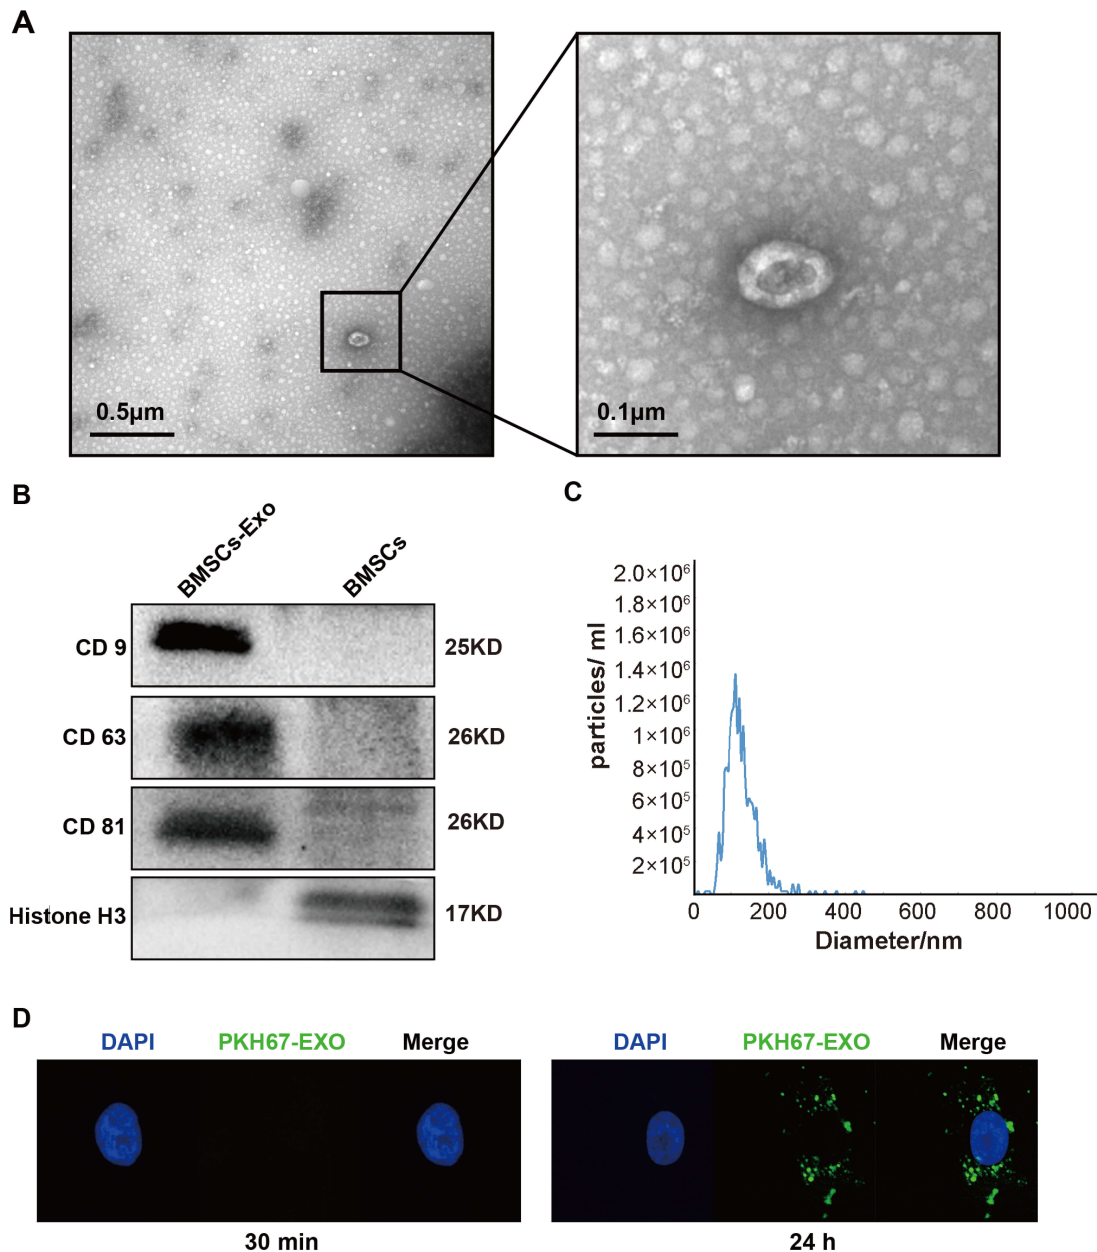 A
0.5μm
0.1μm
B
BMSCs-Exo
BMSCs
CD 9
25KD
CD 63
26KD
CD 81
26KD
Histone H3
17KD
C
particles/ ml
2.0×10⁶
1.8×10⁶
1.6×10⁶
1.4×10⁶
1.2×10⁶
1×10⁶
8×10⁵
6×10⁵
4×10⁵
2×10⁵
0 200 400 600 800 1000
Diameter/nm
D
DAPI PKH67-EXO Merge
30 min
DAPI PKH67-EXO Merge
24 h